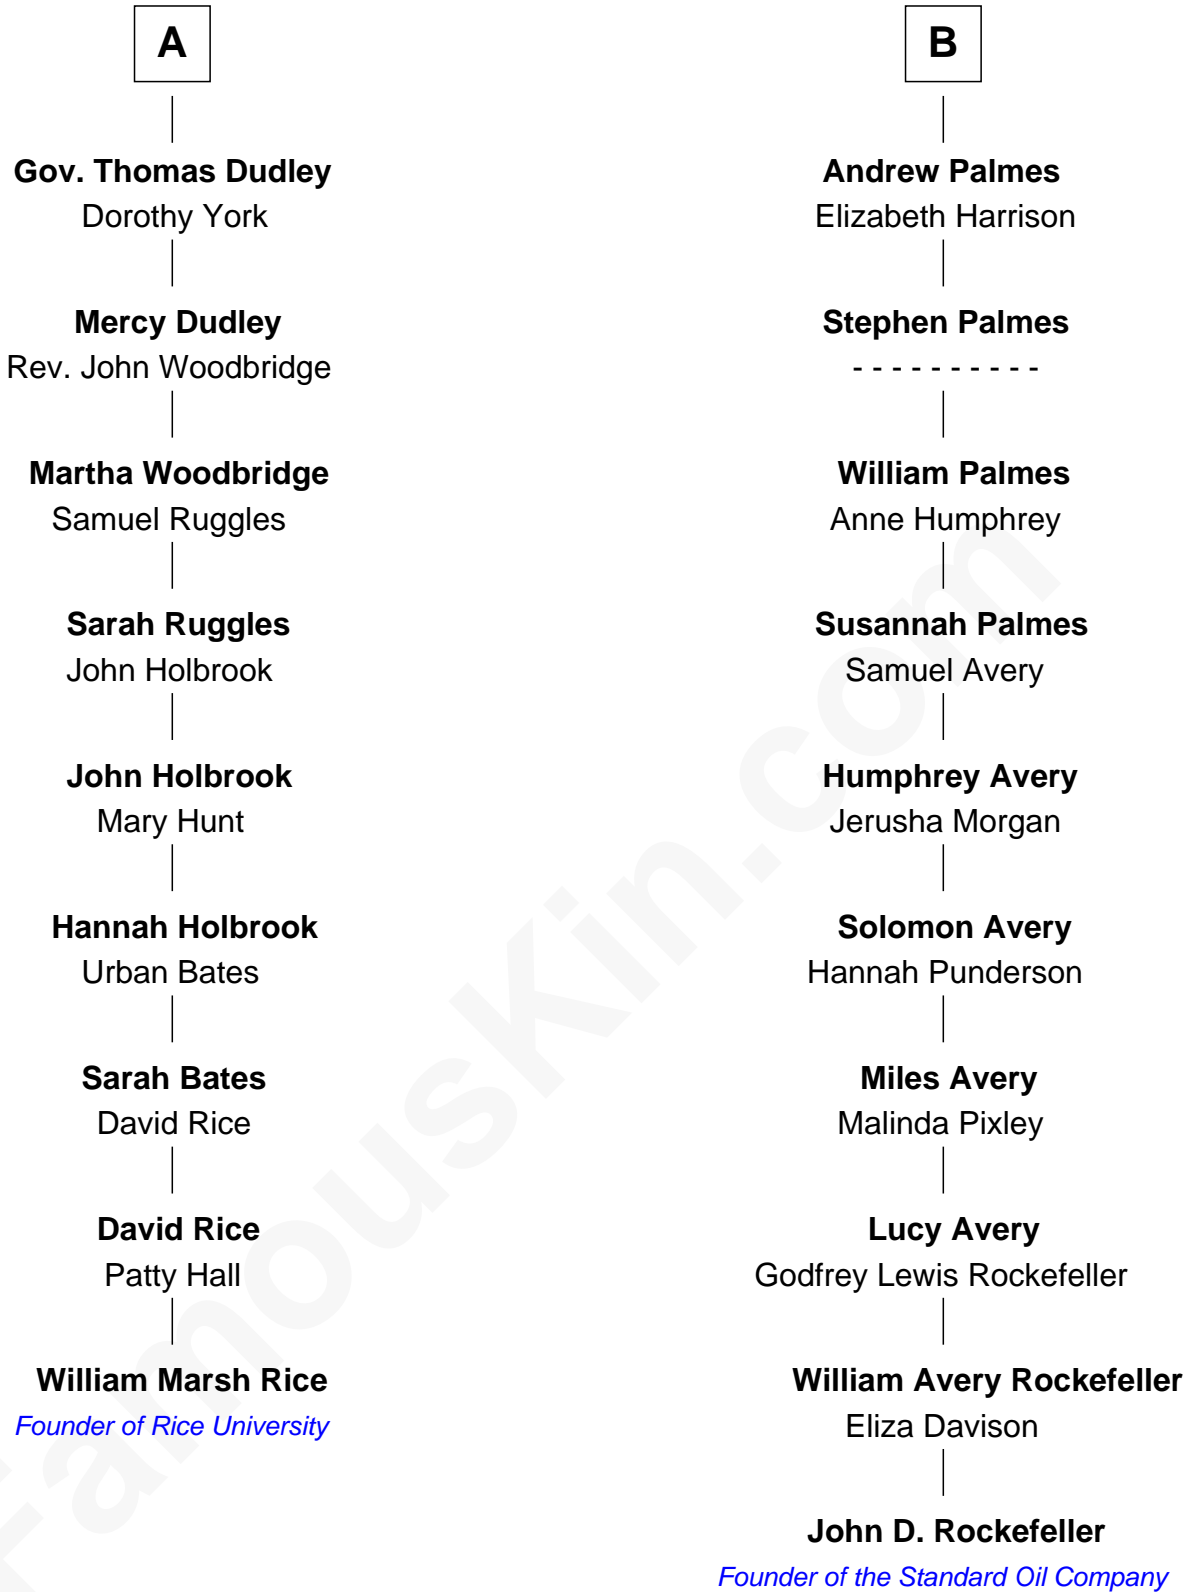 A
Gov. Thomas Dudley
Dorothy York
Mercy Dudley
Rev. John Woodbridge
Martha Woodbridge
Samuel Ruggles
Sarah Ruggles
John Holbrook
John Holbrook
Mary Hunt
Hannah Holbrook
Urban Bates
Sarah Bates
David Rice
David Rice
Patty Hall
William Marsh Rice
Founder of Rice University
B
Andrew Palmes
Elizabeth Harrison
Stephen Palmes
- - - - - - - - - -
William Palmes
Anne Humphrey
Susannah Palmes
Samuel Avery
Humphrey Avery
Jerusha Morgan
Solomon Avery
Hannah Punderson
Miles Avery
Malinda Pixley
Lucy Avery
Godfrey Lewis Rockefeller
William Avery Rockefeller
Eliza Davison
John D. Rockefeller
Founder of the Standard Oil Company
FamousKin.com